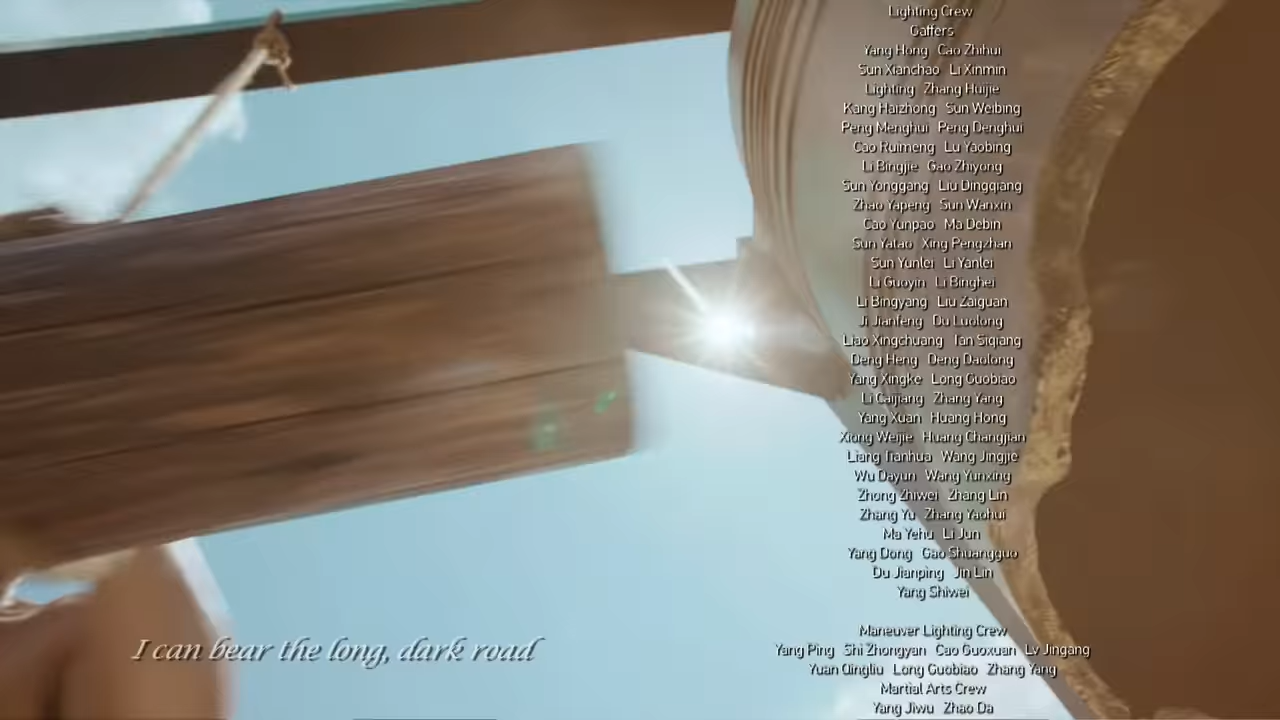 Lighting Crew
Gaffers
Yang Hong Cao Zhihui
Sun Xianchao Li Xinmin
Lighting Zhang Huijie
Kang Haizhong Sun Weibing
Peng Menghui Peng Denghui
Cao Ruimeng Lu Yaobing
Li Bingjie Gao Zhiyong
Sun Yonggang Liu Dingqiang
Zhao Yapeng Sun Wanxin
Cao Yunpao Ma Debin
Sun Yatao Xing Pengzhan
Sun Yunlei Li Yanlei
Li Guoyin Li Binghei
Li Bingyang Liu Zaiguan
Ji Jianfeng Du Luolong
Liao Xingchuang Tan Siqiang
Deng Heng Deng Daolong
Yang Xingke Long Guobiao
Li Caijiang Zhang Yang
Yang Xuan Huang Hong
Xiong Weijie Huang Changjian
Liang Tianhua Wang Jingjie
Wu Dayun Wang Yunxing
Zhong Zhiwei Zhang Lin
Zhang Yu Zhang Yaohui
Ma Yehu Li Jun
Yang Dong Gao Shuangguo
Du Jianping Jin Lin
Yang Shiwei
Maneuver Lighting Crew
Yang Ping Shi Zhongyan Cao Guoxuan Lv Jingang
Yuan Qingliu Long Guobiao Zhang Yang
Martial Arts Crew
Yang Jiwu Zhao Da
I can bear the long, dark road